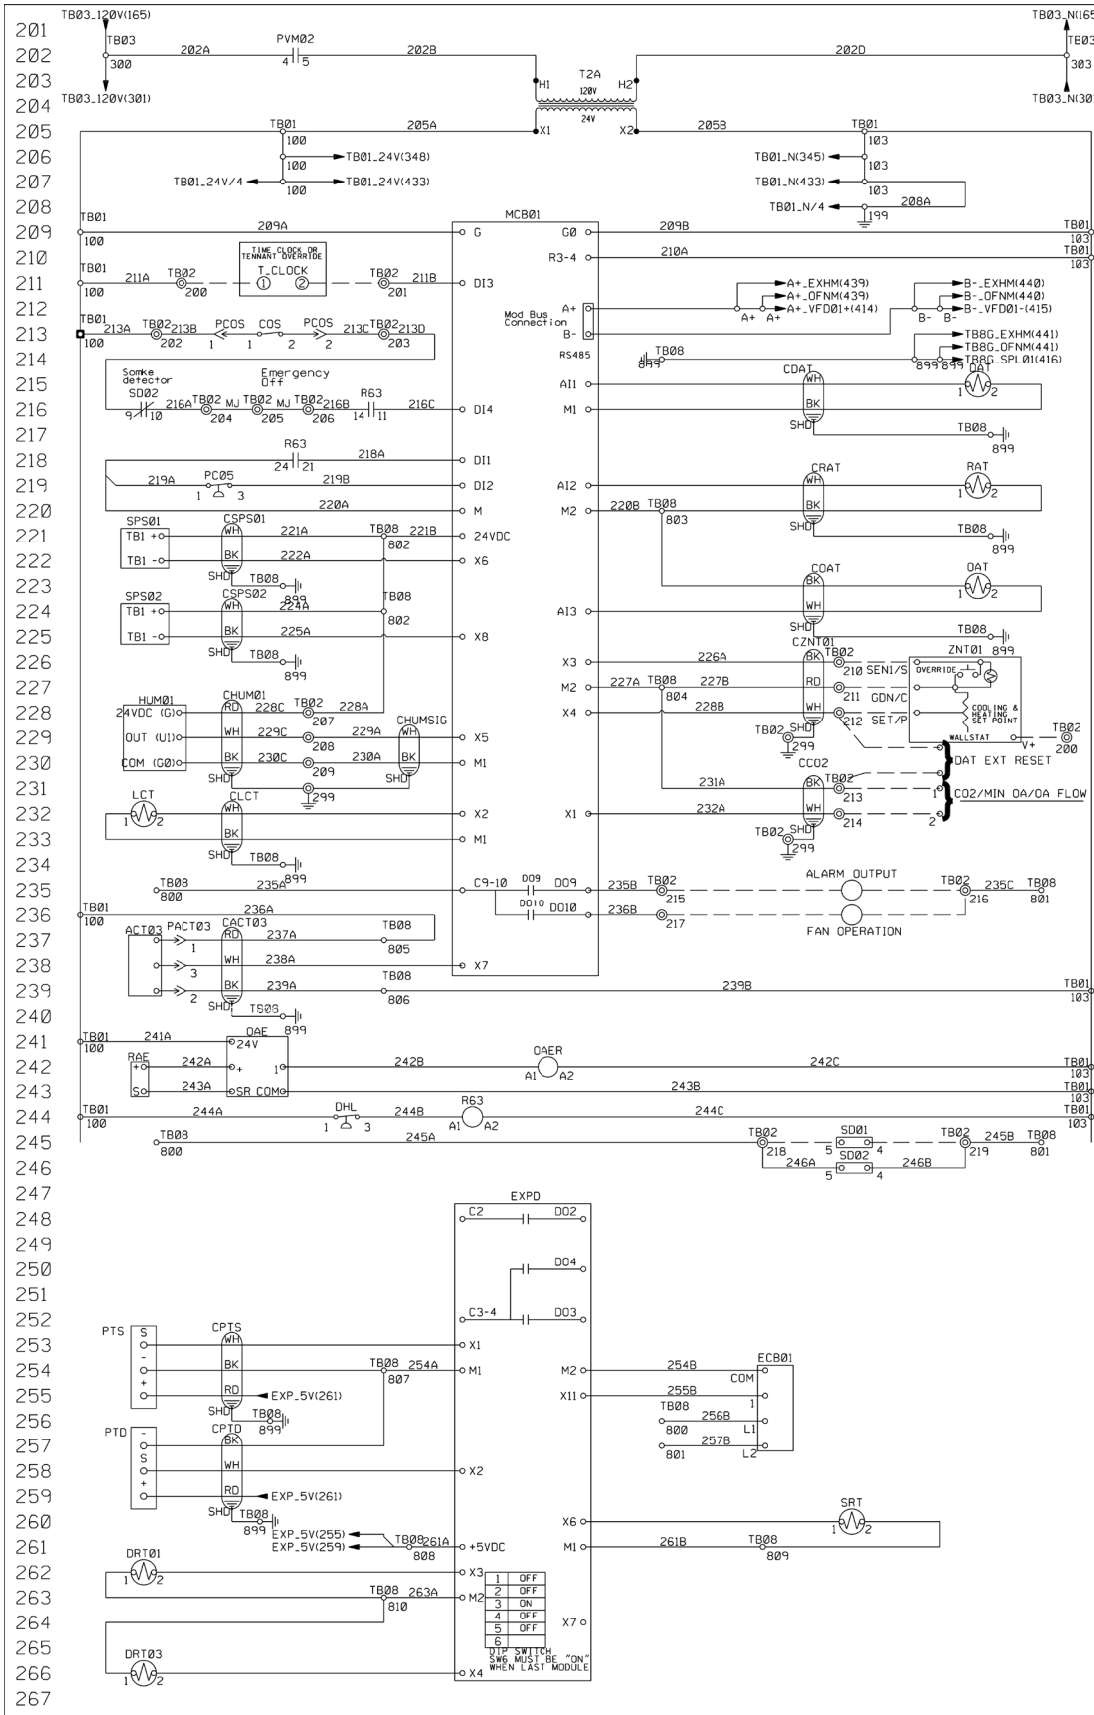 TB03_120V(165) TB03_N(165
201
PVM02 TB03 TB03
202 202A 4 5 202B 202D
300 303
203 H1 T2A H2
120V
TB03_120V(301) TB03_N(301
204
24V
205 TB01 205A X1 X2 205B TB01
100 103
206 TB01_24V(348) TB01_N(345)
100 103
207 TB01_24V/4 TB01_24V(433) TB01_N(433)
100 103
208 TB01_N/4 208A
MCB01 199
209 209A G G0 209B TB01
TB01 100 103
210 TIME CLOCK OR R3-4 210A TB01
TENNANT OVERRIDE
211 TB01 211A TB02 T_CLOCK TB02 211B DI3 103
100 200 1 2 201
A+_EXHM(439) B-_EXHM(440)
A+_OFNM(439) B-_OFNM(440)
212 Mod Bus A+ A+_VFD01+(414) B-_VFD01-(415)
Connection A+ A+ B- B-
213 TB01 213A TB02 213B PCOS COS PCOS 213C TB02 213D B- TB8G_EXHM(441)
100 202 1 1 2 2 203
214 RS485 TB08 TB8G_OFNM(441)
899 899 899 TB8G_SPL01(416)
Somke Emergency
detector Off
215 AI1 CDAT WH DAT
1 2
216 SD02 216A TB02 MJ TB02 MJ TB02 216B R63 216C DI4 M1 BK
9 10 204 205 206 14 11
217 SHD TB08
899
218 R63 218A DI1
24 21
219 219A PC05 219B DI2 AI2 CRAT WH RAT
1 3 1 2
220 220A M M2 220B TB08 BK
803
221 SPS01 TB1 + CSPS01 WH 221A TB08 221B 24VDC SHD TB08
802 899
222 TB1 - BK 222A X6
223 SHD TB08 COAT BK OAT
899 1 2
224 SPS02 TB1 + CSPS02 WH 224A TB08 AI3 WH
802
225 TB1 - BK 225A X8 SHD TB08
899
226 SHD TB08 X3 226A CZNT01 BK TB02 SEN1/S ZNT01
899 210 OVERRIDE
227 M2 227A TB08 227B RD GDN/C
804 211
228 HUM01 24VDC (G) CHUM01 RD 228C TB02 228A X4 228B WH SET/P COOLING &
207 212 HEATING
SET POINT
229 OUT (U1) WH 229C 229A CHUMSIG WH X5 TB02 SHD WALLSTAT V+ TB02
208 299 200
230 COM (G0) BK 230C 230A BK M1 CCO2 DAT EXT RESET
209
231 SHD SHD 231A BK TB02 1 CO2/MIN OA/OA FLOW
299 213
232 LCT CLCT WH X2 X1 232A WH 2
1 2 214
233 BK M1 TB02 SHD
299
234 SHD TB08
899 ALARM OUTPUT
235 TB08 235A C9-10 DO9 DO9 235B TB02 TB02 235C TB08
800 215 216 801
236 TB01 236A DO10 DO10 236B
100 217
FAN OPERATION
237 ACT03 PACT03 CACT03 RD 237A TB08
1 805
238 WH 238A X7
3
239 BK 239A TB08 239B TB01
2 806 103
240 SHD TB08
899
241 TB01 241A OAE 24V
100
242 RAE + 242A + 1 242B OAER 242C TB01
A1 A2 103
243 S 243A SR COM 243B TB01
103
244 TB01 244A DHL 244B R63 244C TB01
100 1 3 A1 A2 103
245 TB08 245A TB02 SD01 TB02 245B TB08
800 218 5 4 219 801
246 246A SD02 246B
5 4
247
EXPD
248 C2 DO2
249
250 DO4
251
252 C3-4 DO3
253 PTS S CPTS WH X1
254 - BK TB08 254A M1 M2 254B ECB01
807 COM
255 + RD EXP_5V(261) X11 255B 1
256 SHD TB08 TB08 256B L1
899 800
257 PTD - CPTD BK 257B L2
801
258 S WH X2
259 + RD EXP_5V(261)
260 SHD TB08 X6 SRT
899 1 2
EXP_5V(255)
261 EXP_5V(259) TB08 261A +5VDC M1 261B TB08
808 809
262 DRT01 X3
1 2
263 TB08 263A M2
810
1 OFF
2 OFF
3 ON
4 OFF
5 OFF
6
264 X7
265 DIP SWITCH
SW6 MUST BE "ON"
WHEN LAST MODULE
266 DRT03 X4
1 2
267